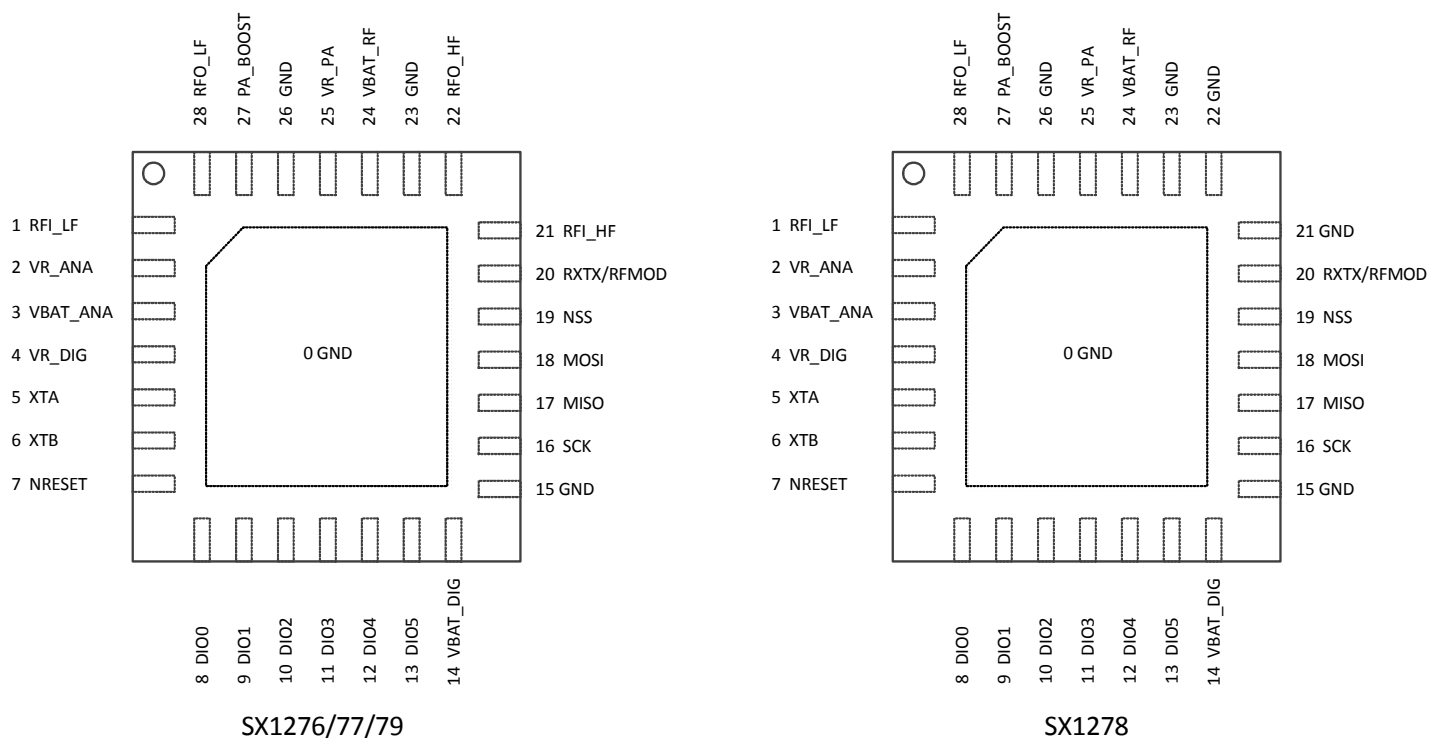 28 RFO_LF
27 PA_BOOST
26 GND
25 VR_PA
24 VBAT_RF
23 GND
22 RFO_HF
1 RFI_LF
2 VR_ANA
3 VBAT_ANA
4 VR_DIG
5 XTA
6 XTB
7 NRESET
0 GND
21 RFI_HF
20 RXTX/RFMOD
19 NSS
18 MOSI
17 MISO
16 SCK
15 GND
8 DIO0
9 DIO1
10 DIO2
11 DIO3
12 DIO4
13 DIO5
14 VBAT_DIG
SX1276/77/79
28 RFO_LF
27 PA_BOOST
26 GND
25 VR_PA
24 VBAT_RF
23 GND
22 GND
1 RFI_LF
2 VR_ANA
3 VBAT_ANA
4 VR_DIG
5 XTA
6 XTB
7 NRESET
0 GND
21 GND
20 RXTX/RFMOD
19 NSS
18 MOSI
17 MISO
16 SCK
15 GND
8 DIO0
9 DIO1
10 DIO2
11 DIO3
12 DIO4
13 DIO5
14 VBAT_DIG
SX1278